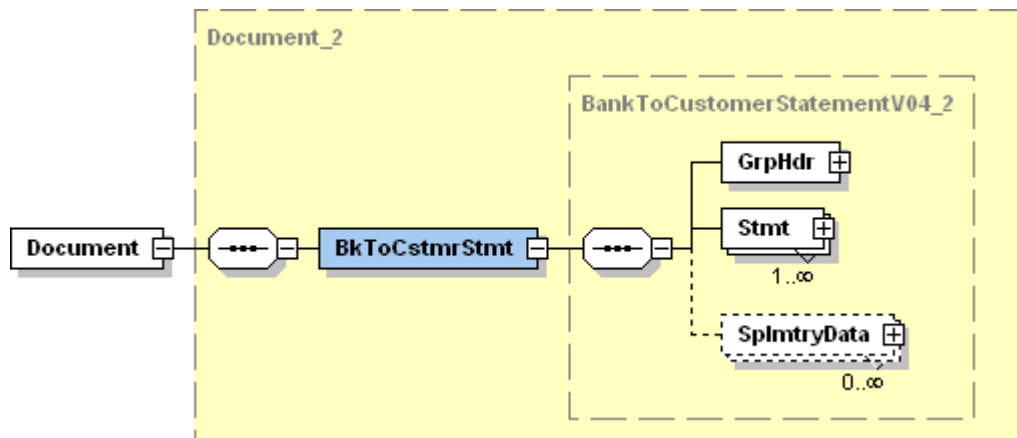 Document_2
BankToCustomerStatementV04_2
GrpHdr
Document
BkToCstmrStmt
Stmt
1..∞
SplmtryData
0..∞